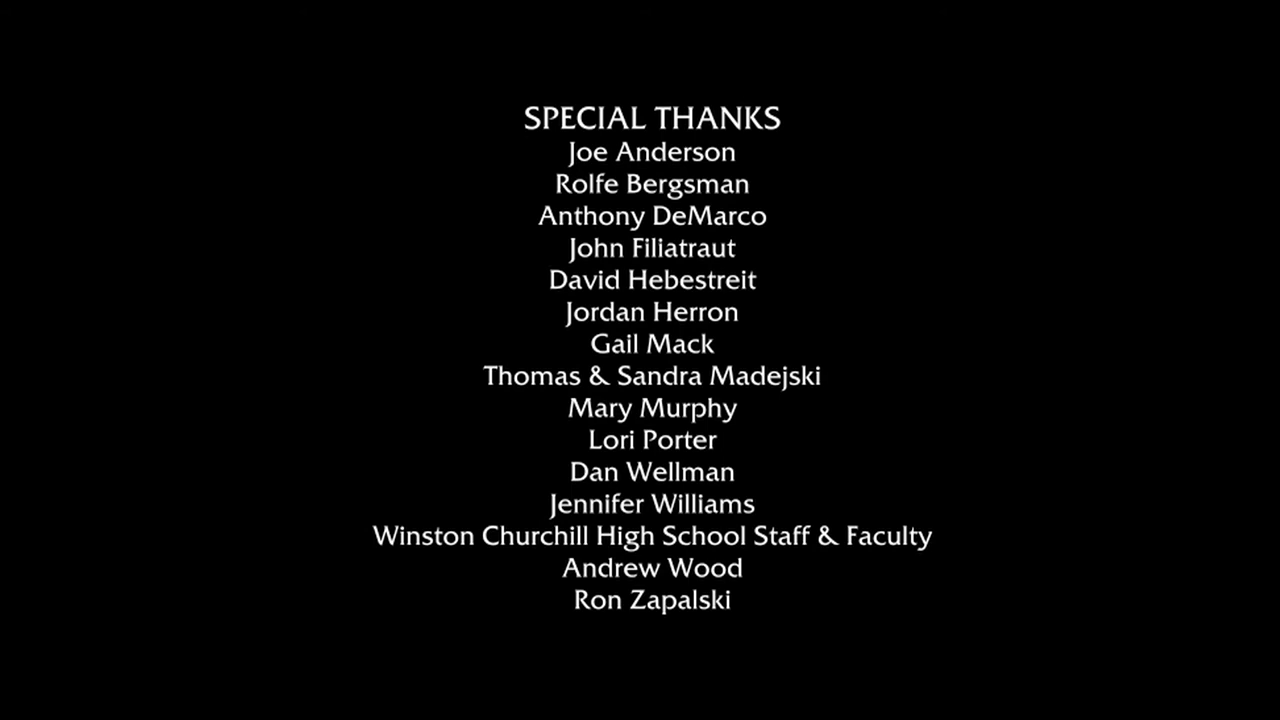 SPECIAL THANKS
Joe Anderson
Rolfe Bergsman
Anthony DeMarco
John Filiatraut
David Hebestreit
Jordan Herron
Gail Mack
Thomas & Sandra Madejski
Mary Murphy
Lori Porter
Dan Wellman
Jennifer Williams
Winston Churchill High School Staff & Faculty
Andrew Wood
Ron Zapalski